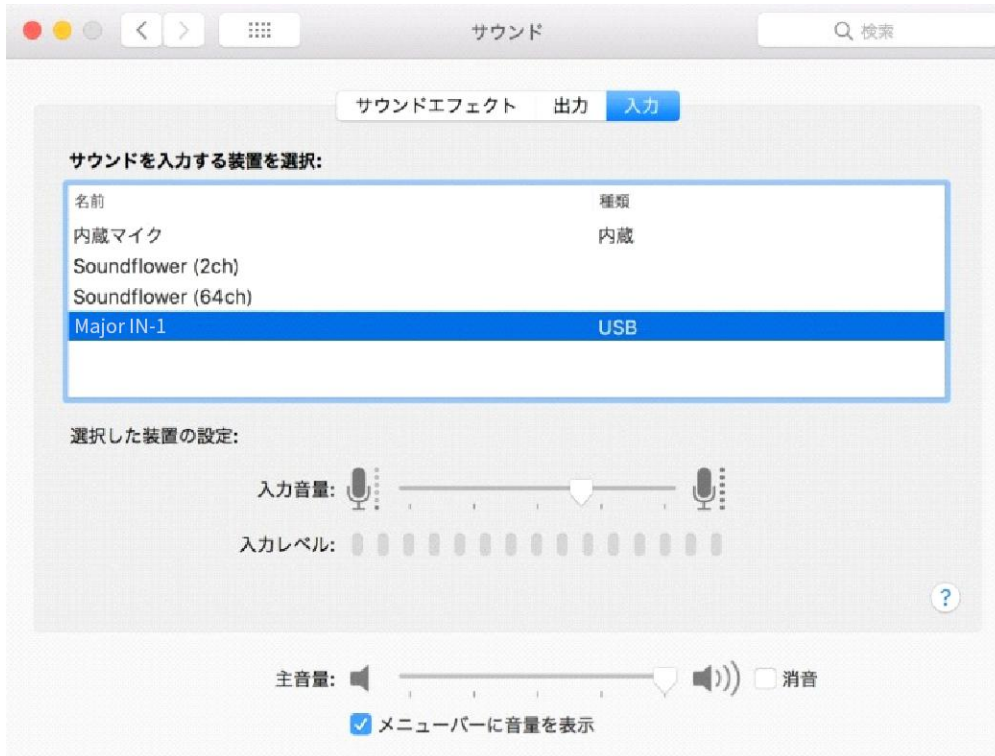 サウンド
検索
サウンドエフェクト 出力 入力
サウンドを入力する装置を選択:
名前 種類
内蔵マイク 内蔵
Soundflower (2ch)
Soundflower (64ch)
Major IN-1 USB
選択した装置の設定:
入力音量:
入力レベル:
?
主音量: 消音
メニューバーに音量を表示